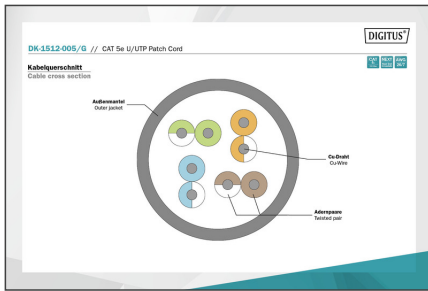 DIGITUS®
DK-1512-005/G // CAT 5e U/UTP Patch Cord
Kabelquerschnitt
Cable cross section
Außenmantel
Outer jacket
Cu-Draht
Cu-Wire
Adernpaare
Twisted pair